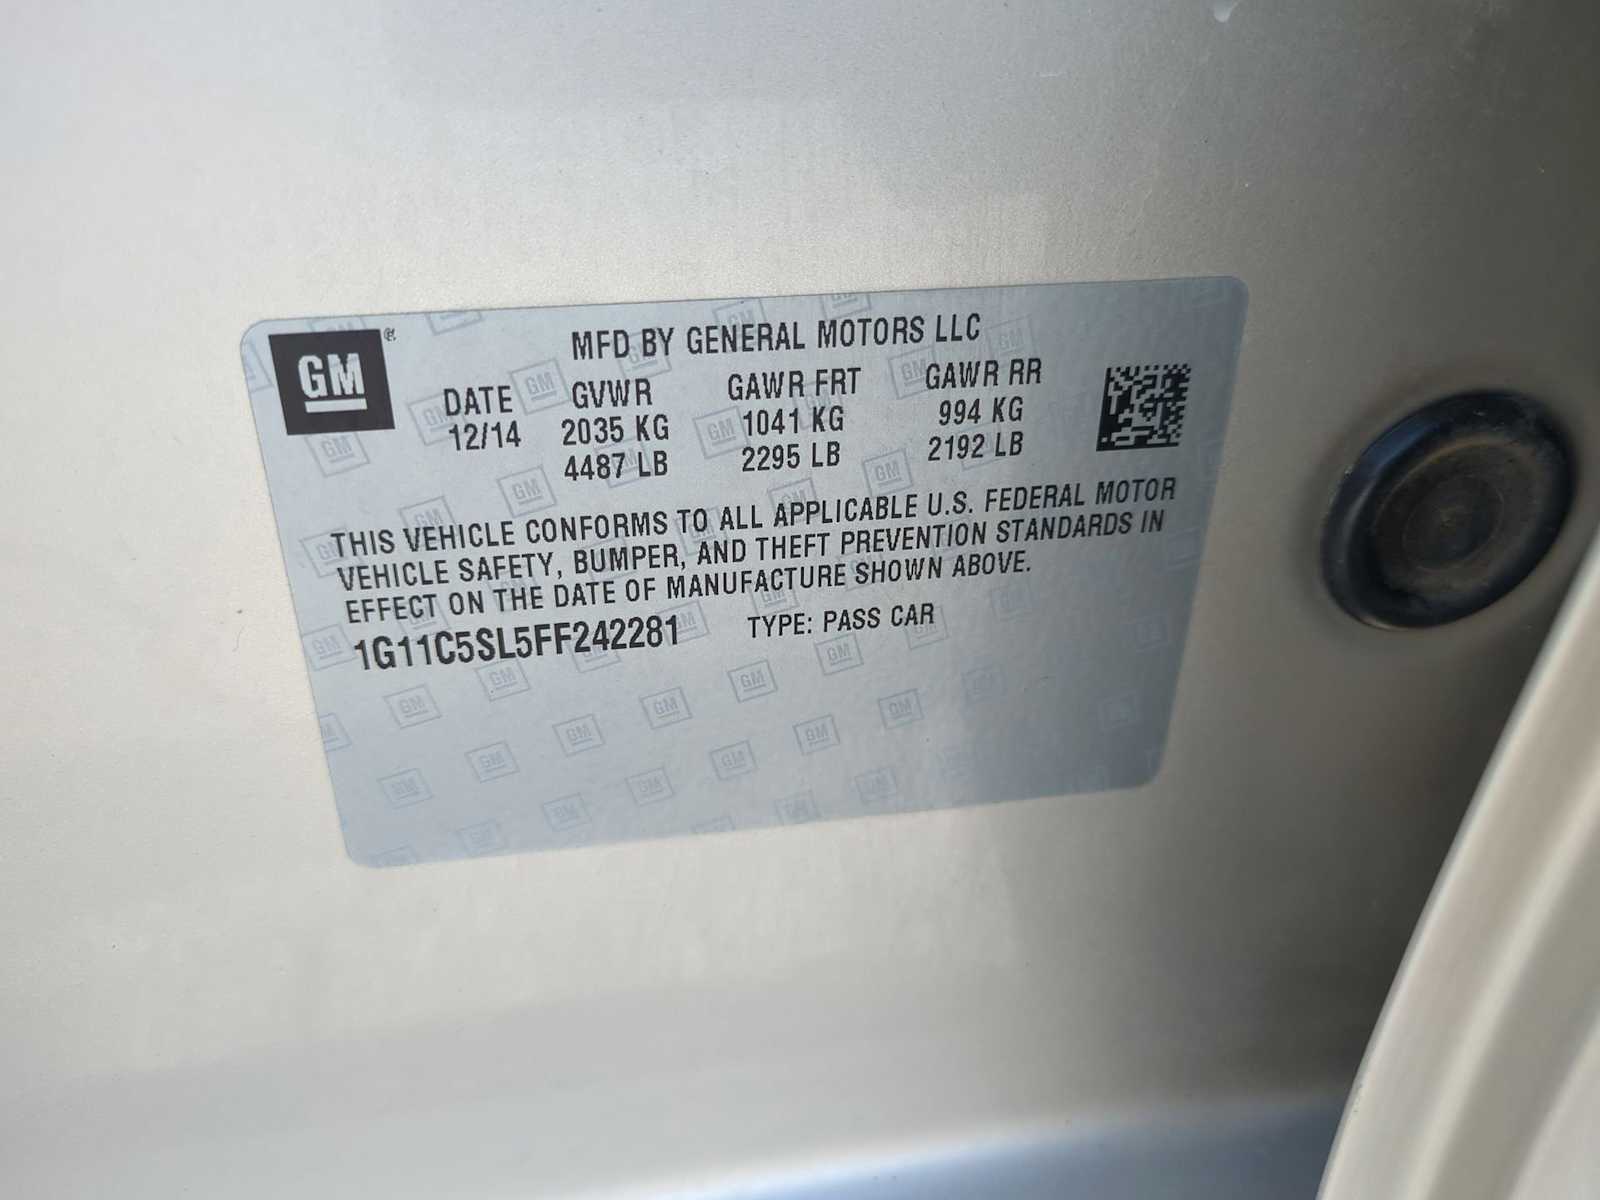 GM
MFD BY GENERAL MOTORS LLC
DATE GVWR GAWR FRT GAWR RR
12/14 2035 KG 1041 KG 994 KG
4487 LB 2295 LB 2192 LB
THIS VEHICLE CONFORMS TO ALL APPLICABLE U.S. FEDERAL MOTOR
VEHICLE SAFETY, BUMPER, AND THEFT PREVENTION STANDARDS IN
EFFECT ON THE DATE OF MANUFACTURE SHOWN ABOVE.
1G11C5SL5FF242281 TYPE: PASS CAR